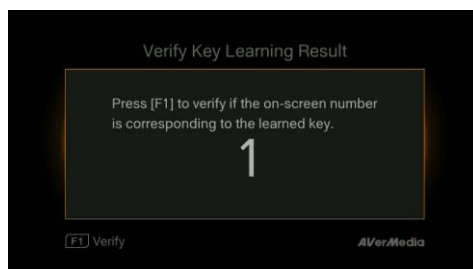 Verify Key Learning Result
Press [F1] to verify if the on-screen number
is corresponding to the learned key.
1
F1 Verify
AVerMedia